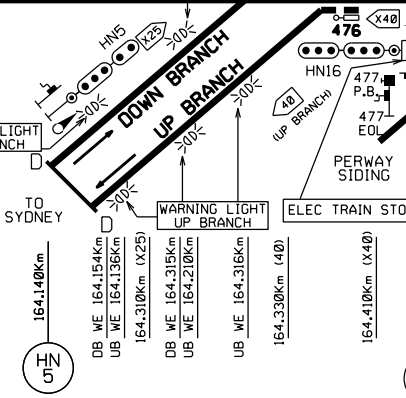 HN5
X25
476
X40
HN16
477
P.B.
477
EOL
DOWN BRANCH
UP BRANCH
40
(UP BRANCH)
LIGHT
NCH
D
D
PERWAY
SIDING
TO
SYDNEY
WARNING LIGHT
UP BRANCH
ELEC TRAIN STO
164.140Km
DB WE 164.154Km
UB WE 164.136Km
164.310Km (X25)
DB WE 164.315Km
UB WE 164.210Km
UB WE 164.316Km
164.330Km (40)
164.410Km (X40)
HN
5